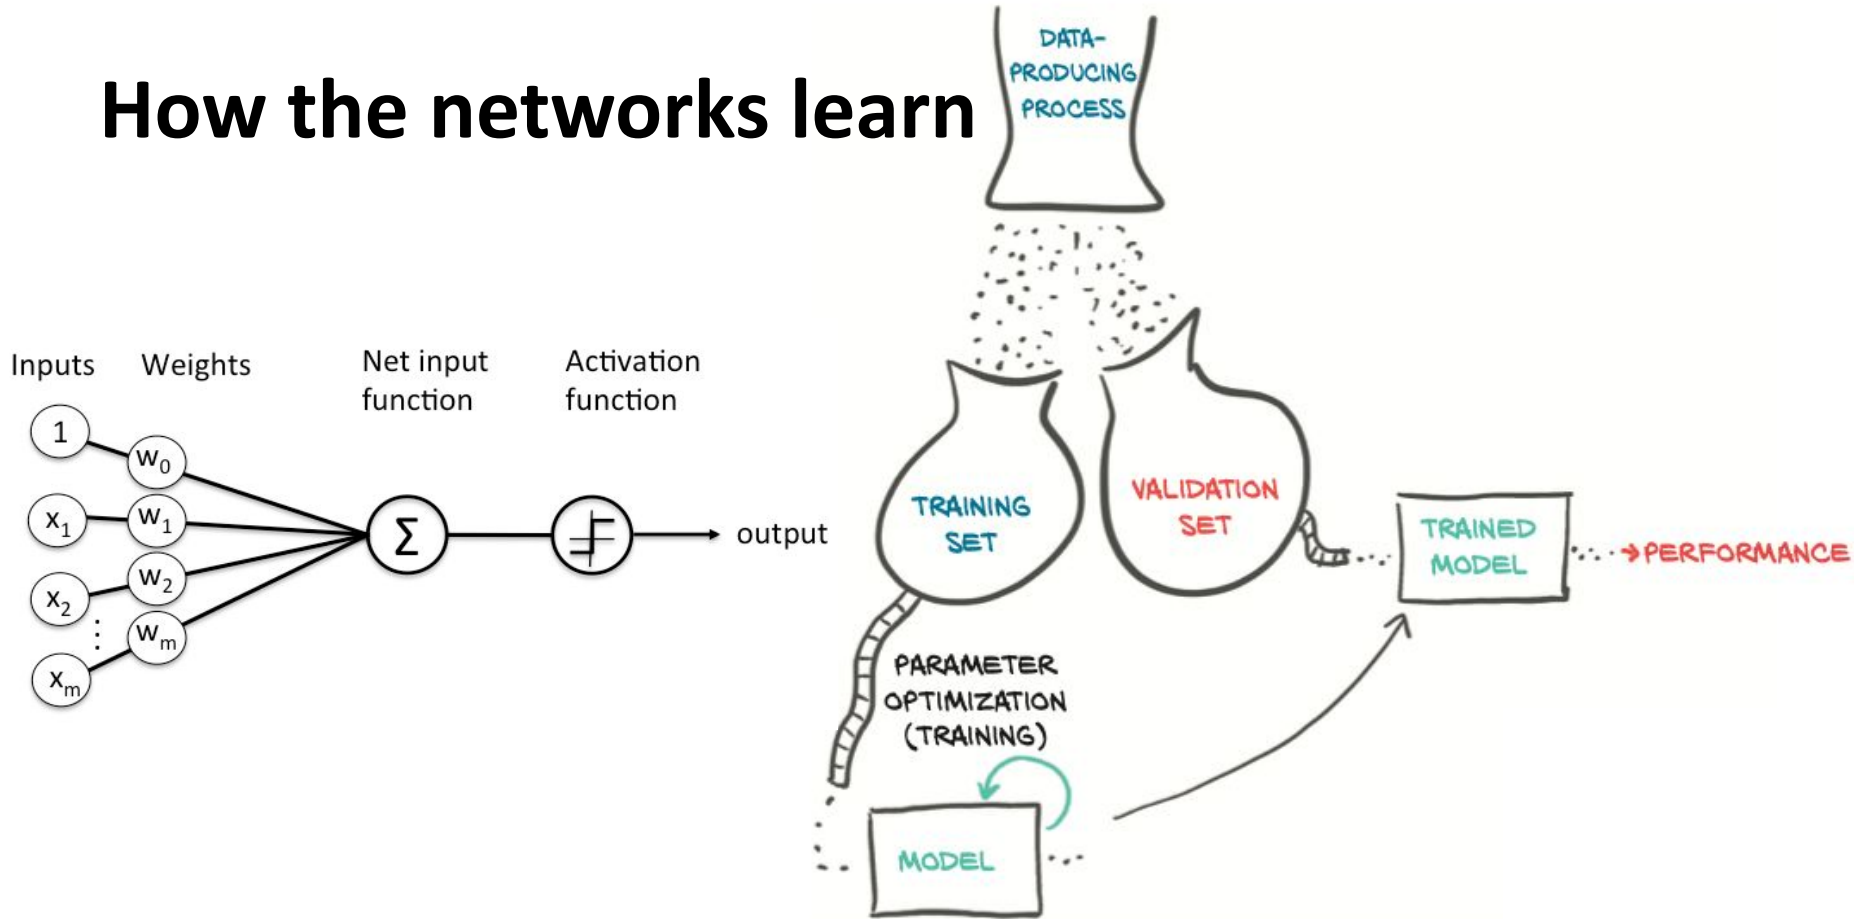 How the networks learn
DATA-
PRODUCING
PROCESS
Inputs
Weights
Net input
function
Activation
function
1
w0
x1
w1
x2
w2
⋮
wm
xm
Σ
output
TRAINING
SET
VALIDATION
SET
TRAINED
MODEL
→PERFORMANCE
PARAMETER
OPTIMIZATION
(TRAINING)
MODEL